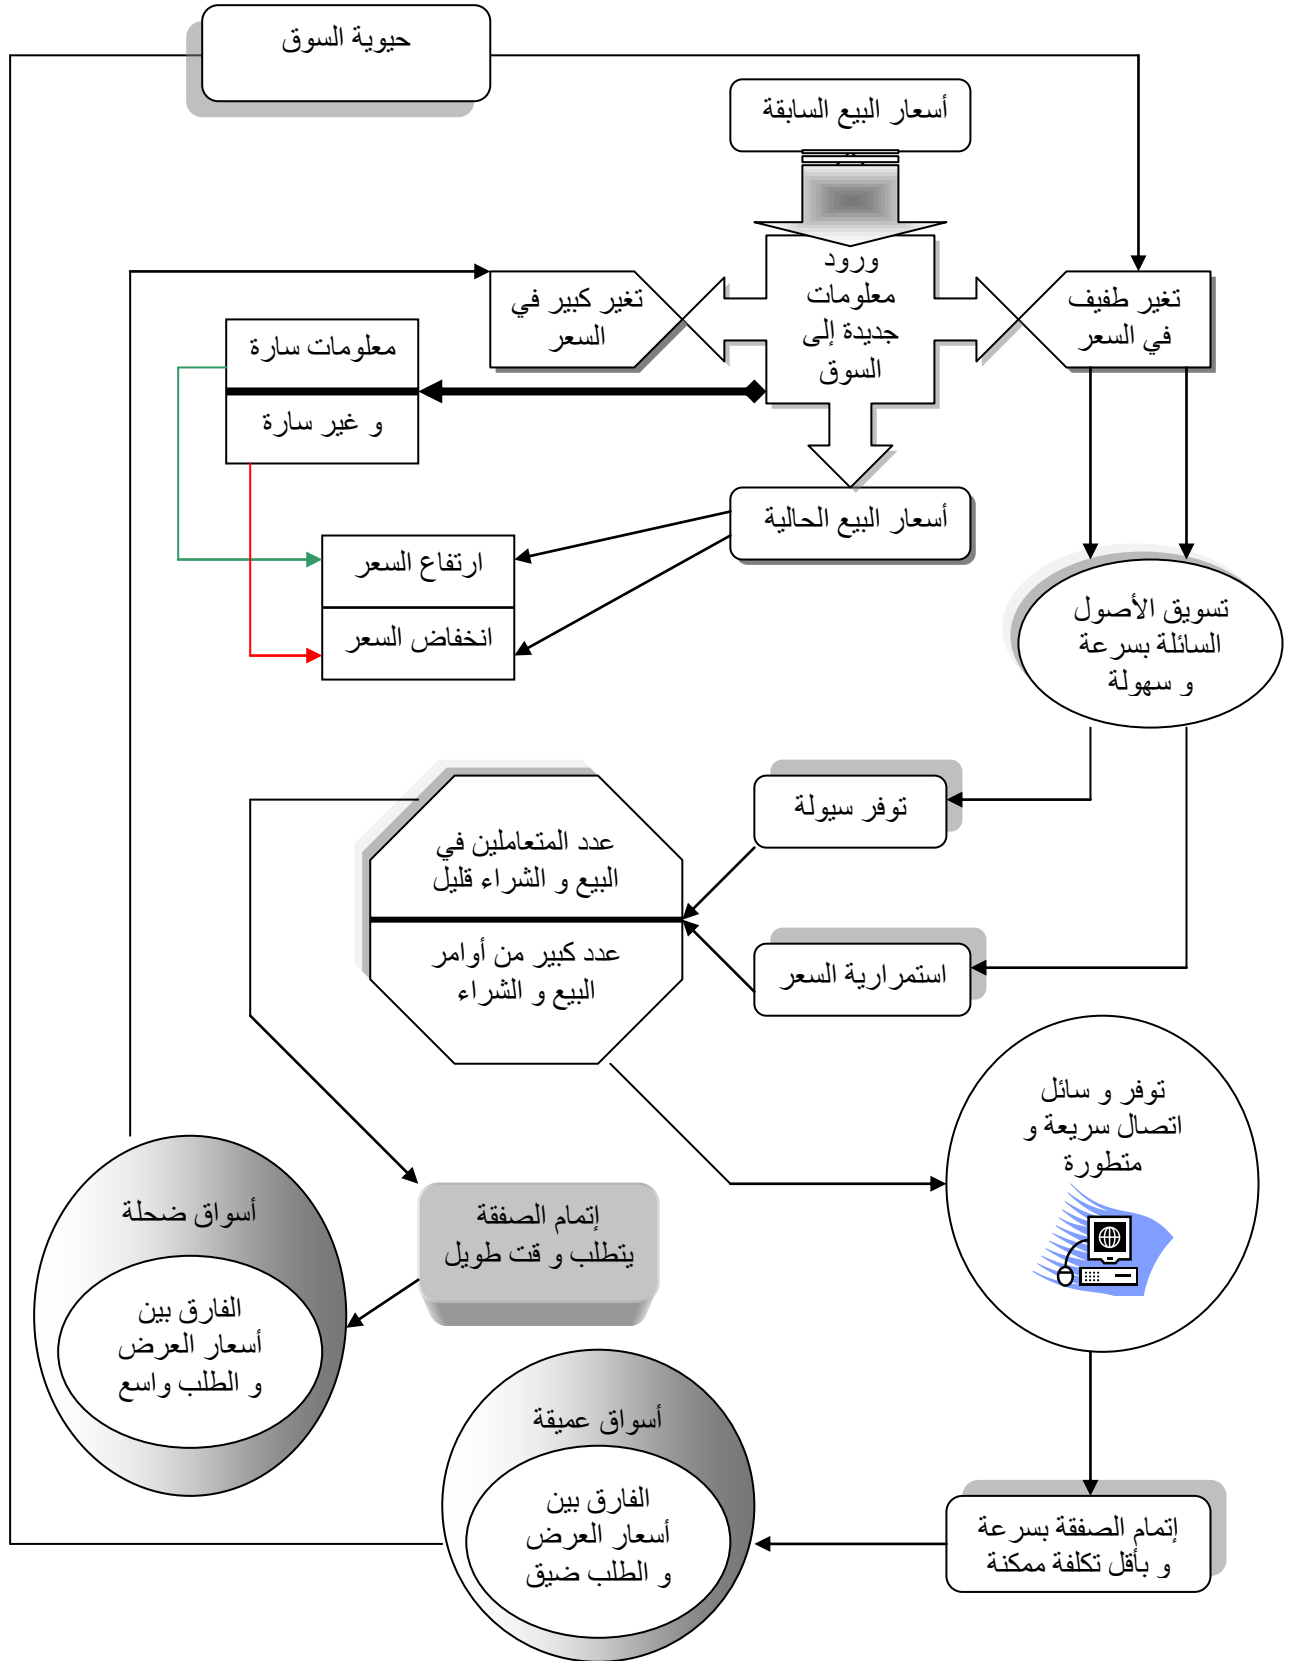 حيوية السوق
أسعار البيع السابقة
ورود
معلومات
جديدة إلى
السوق
تغير طفيف
في السعر
تغير كبير في
السعر
معلومات سارة
و غير سارة
أسعار البيع الحالية
ارتفاع السعر
انخفاض السعر
تسويق الأصول
السائلة بسرعة
و سهولة
توفر سيولة
عدد المتعاملين في
البيع و الشراء قليل
عدد كبير من أوامر
البيع و الشراء
استمرارية السعر
توفر و سائل
اتصال سريعة و
متطورة
إتمام الصفقة
يتطلب و قت طويل
أسواق ضحلة
الفارق بين
أسعار العرض
و الطلب واسع
أسواق عميقة
الفارق بين
أسعار العرض
و الطلب ضيق
إتمام الصفقة بسرعة
و بأقل تكلفة ممكنة